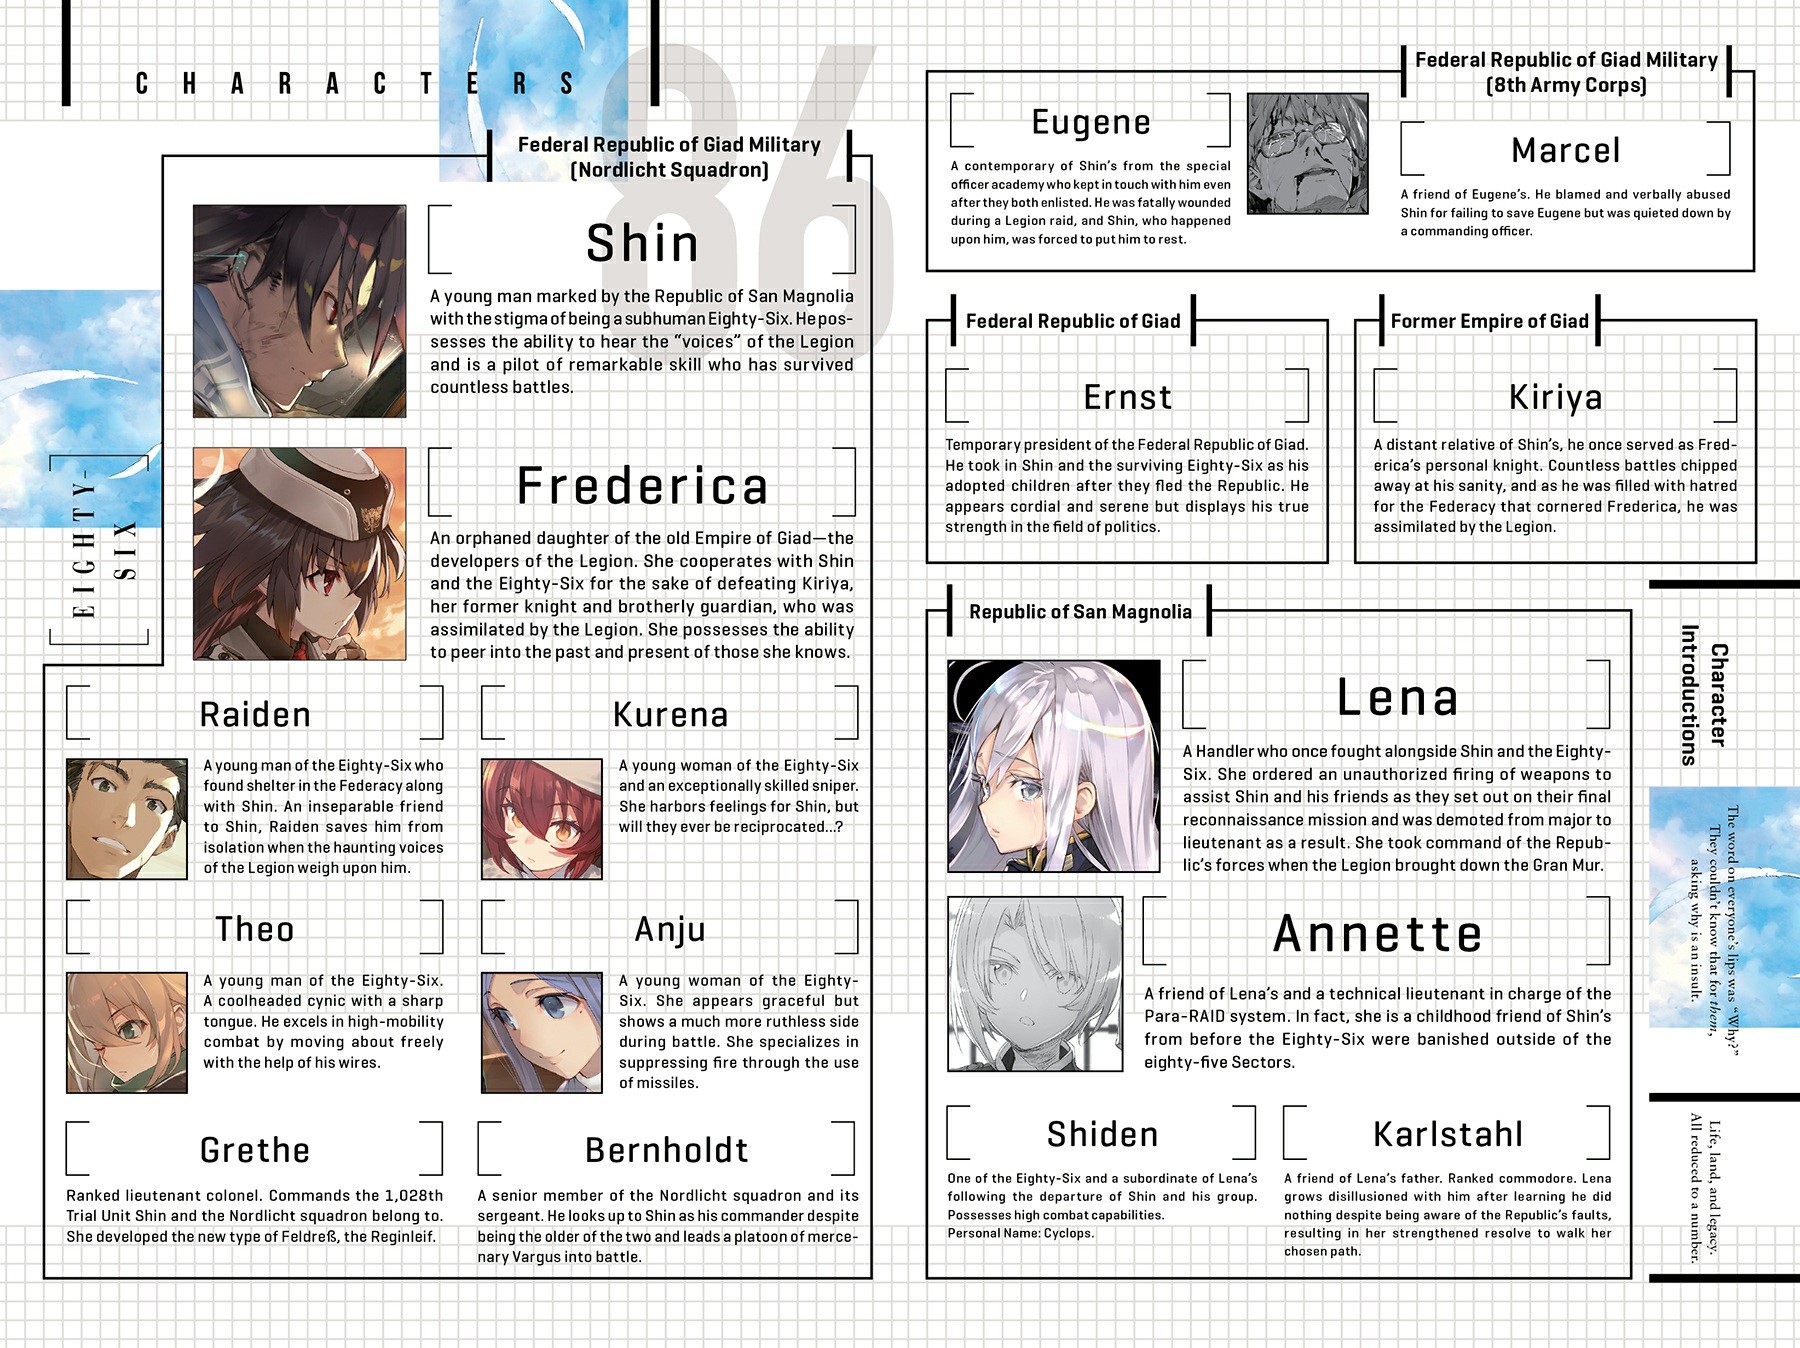 CHARACTERS
86
EIGHTY-
SIX
Federal Republic of Giad Military
(Nordlicht Squadron)
Shin
A young man marked by the Republic of San Magnolia
with the stigma of being a subhuman Eighty-Six. He pos-
sesses the ability to hear the “voices” of the Legion
and is a pilot of remarkable skill who has survived
countless battles.
Frederica
An orphaned daughter of the old Empire of Giad—the
developers of the Legion. She cooperates with Shin
and the Eighty-Six for the sake of defeating Kiriya,
her former knight and brotherly guardian, who was
assimilated by the Legion. She possesses the ability
to peer into the past and present of those she knows.
Raiden
A young man of the Eighty-Six who
found shelter in the Federacy along
with Shin. An inseparable friend
to Shin, Raiden saves him from
isolation when the haunting voices
of the Legion weigh upon him.
Kurena
A young woman of the Eighty-Six
and an exceptionally skilled sniper.
She harbors feelings for Shin, but
will they ever be reciprocated...?
Theo
A young man of the Eighty-Six.
A coolheaded cynic with a sharp
tongue. He excels in high-mobility
combat by moving about freely
with the help of his wires.
Anju
A young woman of the Eighty-
Six. She appears graceful but
shows a much more ruthless side
during battle. She specializes in
suppressing fire through the use
of missiles.
Grethe
Ranked lieutenant colonel. Commands the 1,028th
Trial Unit Shin and the Nordlicht squadron belong to.
She developed the new type of Feldreß, the Reginleif.
Bernholdt
A senior member of the Nordlicht squadron and its
sergeant. He looks up to Shin as his commander despite
being the older of the two and leads a platoon of merce-
nary Vargus into battle.
Federal Republic of Giad Military
(8th Army Corps)
Eugene
A contemporary of Shin’s from the special
officer academy who kept in touch with him even
after they both enlisted. He was fatally wounded
during a Legion raid, and Shin, who happened
upon him, was forced to put him to rest.
Marcel
A friend of Eugene’s. He blamed and verbally abused
Shin for failing to save Eugene but was quieted down by
a commanding officer.
Federal Republic of Giad
Ernst
Temporary president of the Federal Republic of Giad.
He took in Shin and the surviving Eighty-Six as his
adopted children after they fled the Republic. He
appears cordial and serene but displays his true
strength in the field of politics.
Former Empire of Giad
Kiriya
A distant relative of Shin’s, he once served as Fred-
erica’s personal knight. Countless battles chipped
away at his sanity, and as he was filled with hatred
for the Federacy that cornered Frederica, he was
assimilated by the Legion.
Republic of San Magnolia
Lena
A Handler who once fought alongside Shin and the Eighty-
Six. She ordered an unauthorized firing of weapons to
assist Shin and his friends as they set out on their final
reconnaissance mission and was demoted from major to
lieutenant as a result. She took command of the Repub-
lic’s forces when the Legion brought down the Gran Mur.
Annette
A friend of Lena’s and a technical lieutenant in charge of the
Para-RAID system. In fact, she is a childhood friend of Shin’s
from before the Eighty-Six were banished outside of the
eighty-five Sectors.
Shiden
One of the Eighty-Six and a subordinate of Lena’s
following the departure of Shin and his group.
Possesses high combat capabilities.
Personal Name: Cyclops.
Karlstahl
A friend of Lena’s father. Ranked commodore. Lena
grows disillusioned with him after learning he did
nothing despite being aware of the Republic’s faults,
resulting in her strengthened resolve to walk her
chosen path.
Character
Introductions
The word on everyone’s lips was “Why?”
They couldn’t know that for them,
asking why is an insult.
Life, land, and legacy.
All reduced to a number.